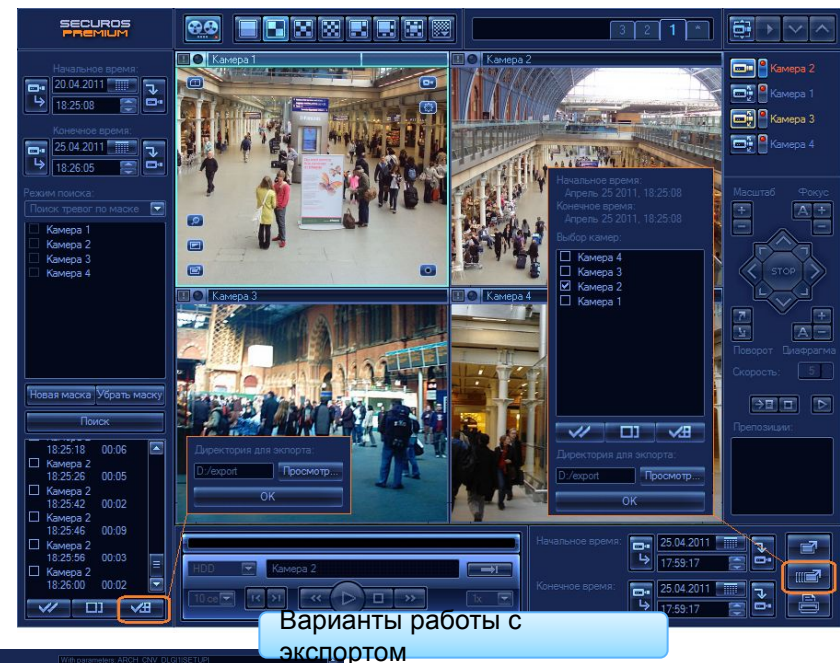 SECUROS
PREMIUM
3 2 1
Начальное время:
20.04.2011
18:25:08
Конечное время:
25.04.2011
18:26:05
Режим поиска:
Поиск тревог по маске
Камера 1
Камера 2
Камера 3
Камера 4
Новая маска Убрать маску
Поиск
18:25:18 00:06
Камера 2
18:25:26 00:05
Камера 2
18:25:42 00:02
Камера 2
18:25:46 00:09
Камера 2
18:25:56 00:03
Камера 2
18:26:00 00:02
Камера 1
Камера 2
Камера 3
Камера 4
Директория для экпорта:
D:/export Просмотр...
OK
Начальное время:
Апрель 25 2011, 18:25:08
Конечное время:
Апрель 25 2011, 18:25:08
Выбор камер:
Камера 4
Камера 3
Камера 2
Камера 1
Директория для экпорта:
D:/export Просмотр...
OK
Камера 2
Камера 1
Камера 3
Камера 4
Масштаб Фокус
A
STOP
A
Поворот Диафрагма
Скорость: 5
Препозиции:
HDD Камера 2
10 се 1x
Начальное время: 25.04.2011
17:59:17
Конечное время: 25.04.2011
17:59:17
Варианты работы с
экспортом
With parameters: ARCH_CNV_DLGITISETUP|